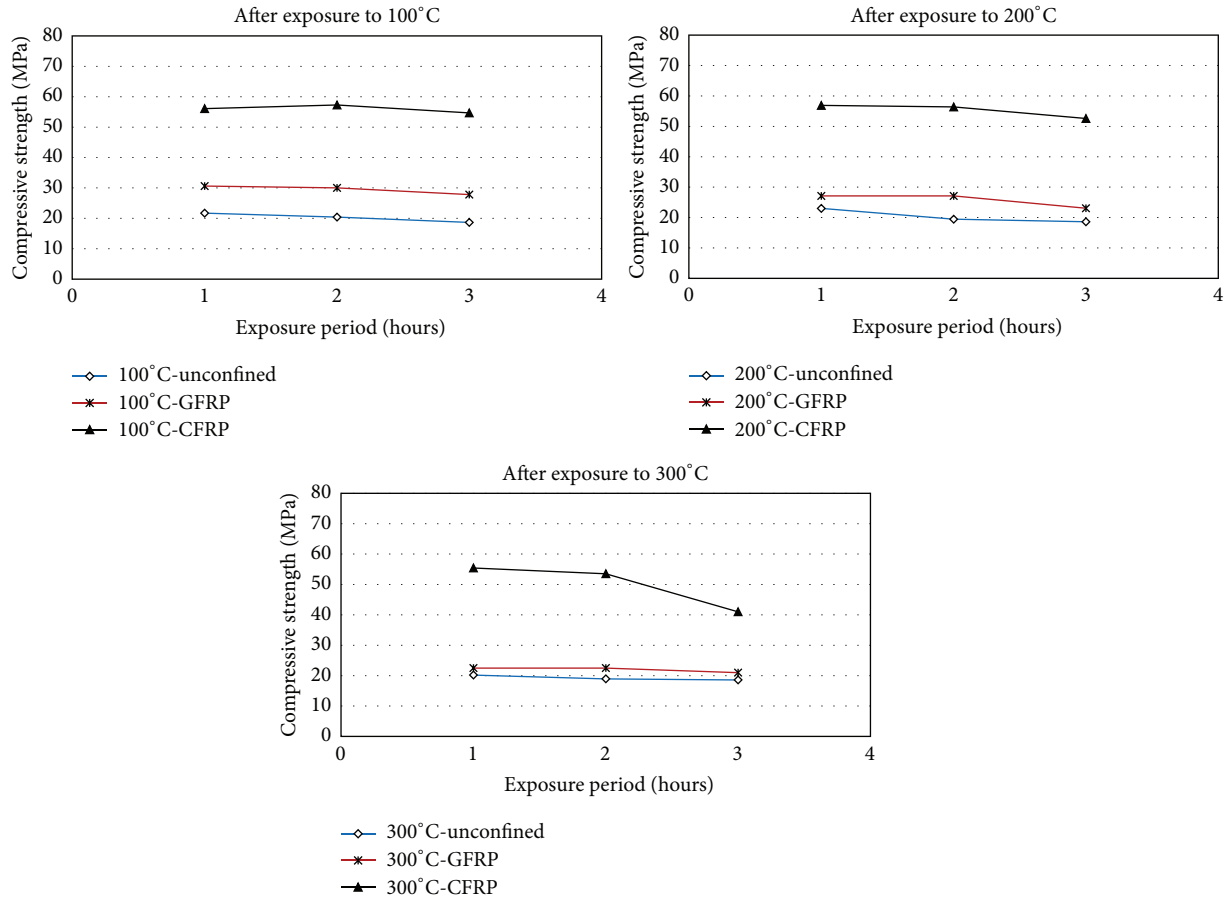 After exposure to 100°C
Compressive strength (MPa)
80
70
60
50
40
30
20
10
0
0 1 2 3 4
Exposure period (hours)
100°C-unconfined
100°C-GFRP
100°C-CFRP
After exposure to 200°C
Compressive strength (MPa)
80
70
60
50
40
30
20
10
0
0 1 2 3 4
Exposure period (hours)
200°C-unconfined
200°C-GFRP
200°C-CFRP
After exposure to 300°C
Compressive strength (MPa)
80
70
60
50
40
30
20
10
0
0 1 2 3 4
Exposure period (hours)
300°C-unconfined
300°C-GFRP
300°C-CFRP